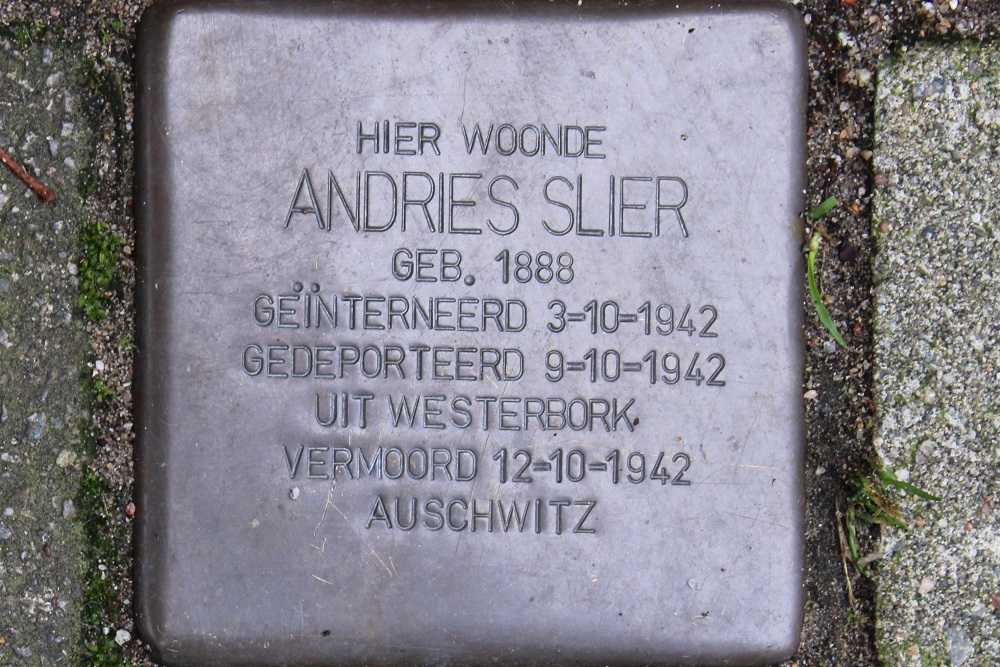 HIER WOONDE
ANDRIES SLIER
GEB. 1888
GEÏNTERNEERD 3-10-1942
GEDEPORTEERD 9-10-1942
UIT WESTERBORK
VERMOORD 12-10-1942
AUSCHWITZ